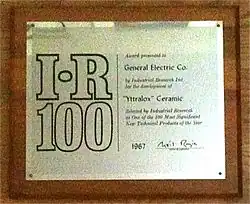 I·R
100
Award presented to
General Electric Co.
by Industrial Research Inc.
for the development of
"Yttralox" Ceramic
Selected by Industrial Research
as One of the 100 Most Significant
New Technical Products of the Year
1967